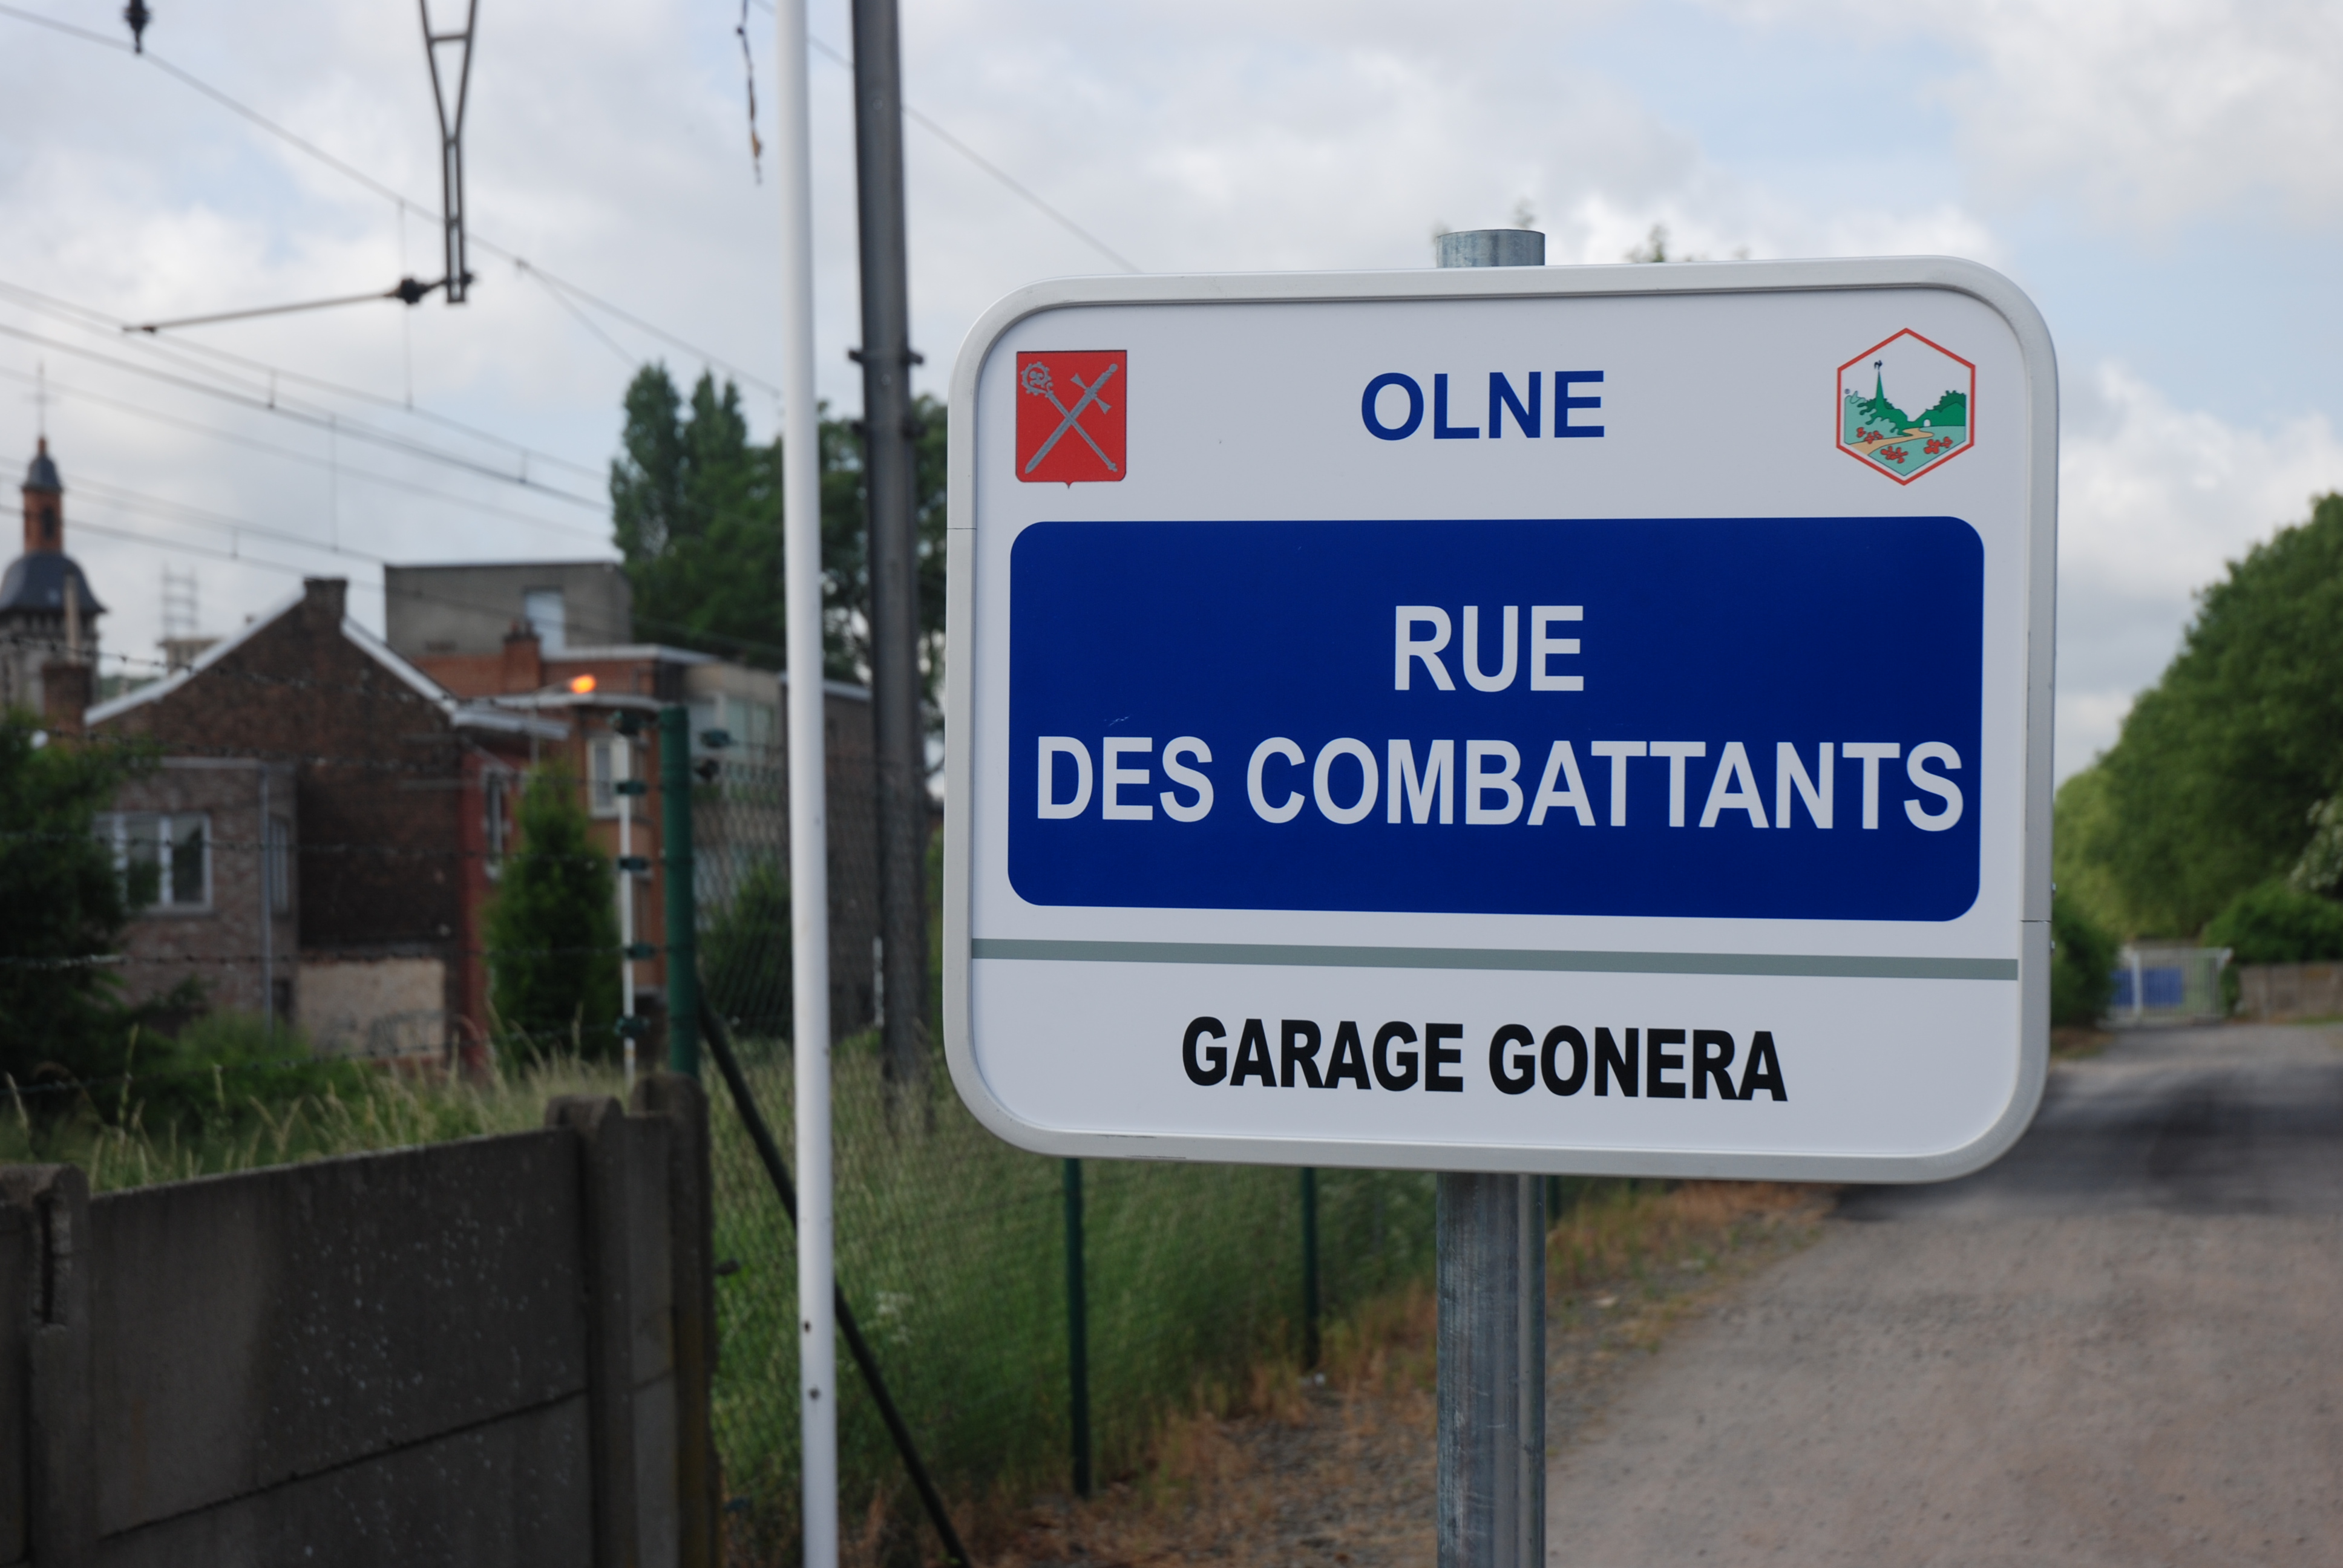 OLNE
RUE
DES COMBATTANTS
GARAGE GONERA